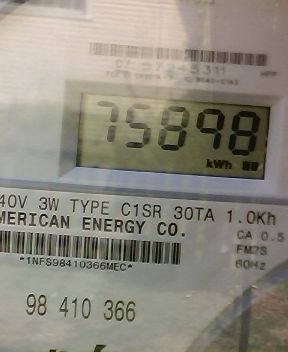 75898
kWh
40V 3W TYPE C1SR 30TA 1.0Kh
MERICAN ENERGY CO.
CA 0.5
FM2S
60Hz
*1NFS98410366MEC*
98 410 366